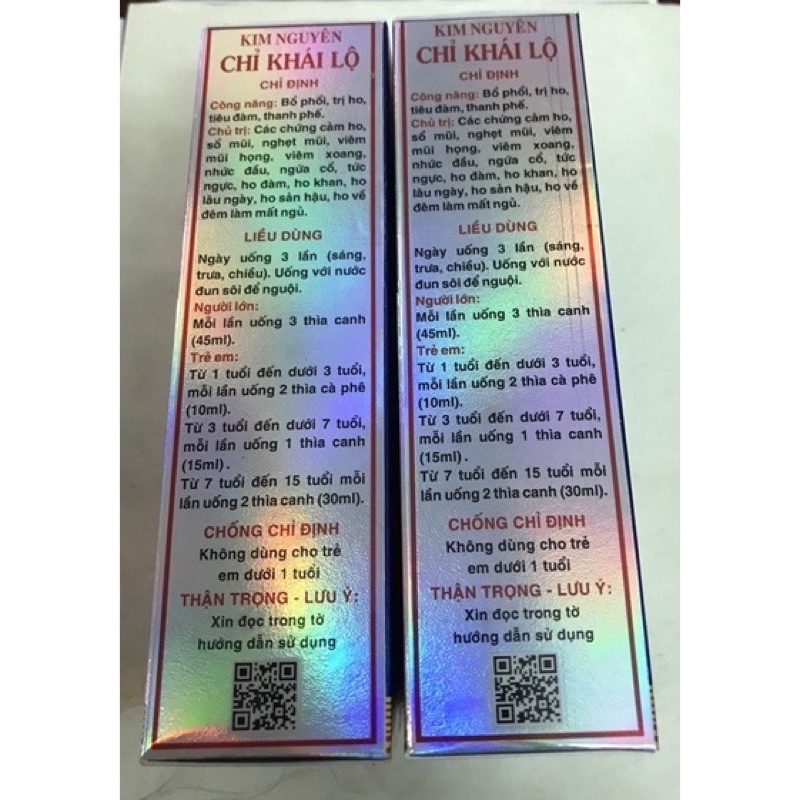 KIM NGUYÊN
CHỈ KHÁI LỘ
CHỈ ĐỊNH
Công năng: Bổ phổi, trị ho,
tiêu đàm, thanh phế.
Chủ trị: Các chứng cảm ho,
sổ mũi, nghẹt mũi, viêm
mũi họng, viêm xoang,
nhức đầu, ngứa cổ, tức
ngực, ho đàm, ho khan, ho
lâu ngày, ho sản hậu, ho về
đêm làm mất ngủ.
LIỀU DÙNG
Ngày uống 3 lần (sáng,
trưa, chiều). Uống với nước
đun sôi để nguội.
Người lớn:
Mỗi lần uống 3 thìa canh
(45ml).
Trẻ em:
Từ 1 tuổi đến dưới 3 tuổi,
mỗi lần uống 2 thìa cà phê
(10ml).
Từ 3 tuổi đến dưới 7 tuổi,
mỗi lần uống 1 thìa canh
(15ml).
Từ 7 tuổi đến 15 tuổi mỗi
lần uống 2 thìa canh (30ml).
CHỐNG CHỈ ĐỊNH
Không dùng cho trẻ
em dưới 1 tuổi
THẬN TRỌNG - LƯU Ý:
Xin đọc trong tờ
hướng dẫn sử dụng
KIM NGUYÊN
CHỈ KHÁI LỘ
CHỈ ĐỊNH
Công năng: Bổ phổi, trị ho,
tiêu đàm, thanh phế.
Chủ trị: Các chứng cảm ho,
sổ mũi, nghẹt mũi, viêm
mũi họng, viêm xoang,
nhức đầu, ngứa cổ, tức
ngực, ho đàm, ho khan, ho
lâu ngày, ho sản hậu, ho về
đêm làm mất ngủ.
LIỀU DÙNG
Ngày uống 3 lần (sáng,
trưa, chiều). Uống với nước
đun sôi để nguội.
Người lớn:
Mỗi lần uống 3 thìa canh
(45ml).
Trẻ em:
Từ 1 tuổi đến dưới 3 tuổi,
mỗi lần uống 2 thìa cà phê
(10ml).
Từ 3 tuổi đến dưới 7 tuổi,
mỗi lần uống 1 thìa canh
(15ml).
Từ 7 tuổi đến 15 tuổi mỗi
lần uống 2 thìa canh (30ml).
CHỐNG CHỈ ĐỊNH
Không dùng cho trẻ
em dưới 1 tuổi
THẬN TRỌNG - LƯU Ý:
Xin đọc trong tờ
hướng dẫn sử dụng